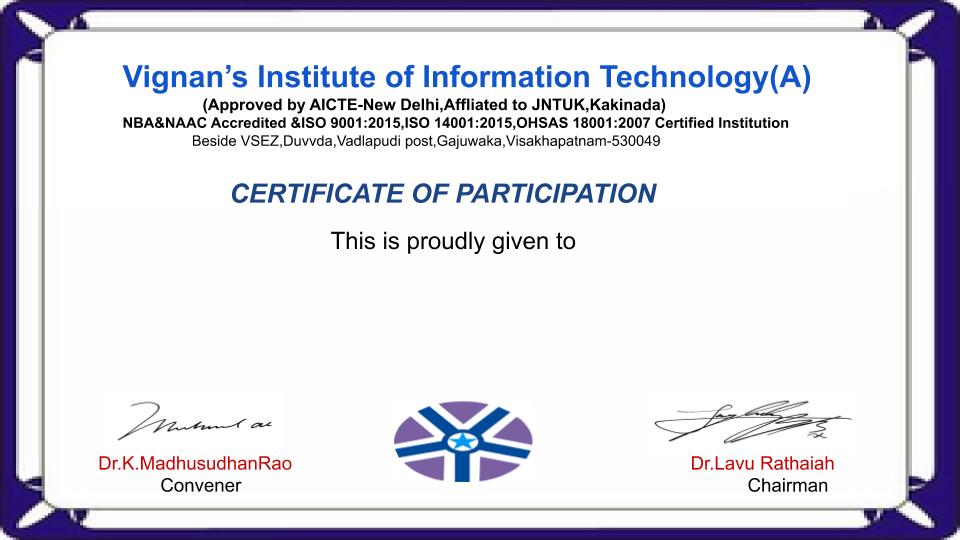 Vignan’s Institute of Information Technology(A)
(Approved by AICTE-New Delhi,Affliated to JNTUK,Kakinada)
NBA&NAAC Accredited &ISO 9001:2015,ISO 14001:2015,OHSAS 18001:2007 Certified Institution
Beside VSEZ,Duvvda,Vadlapudi post,Gajuwaka,Visakhapatnam-530049
CERTIFICATE OF PARTICIPATION
This is proudly given to
Dr.K.MadhusudhanRao
Convener
Dr.Lavu Rathaiah
Chairman